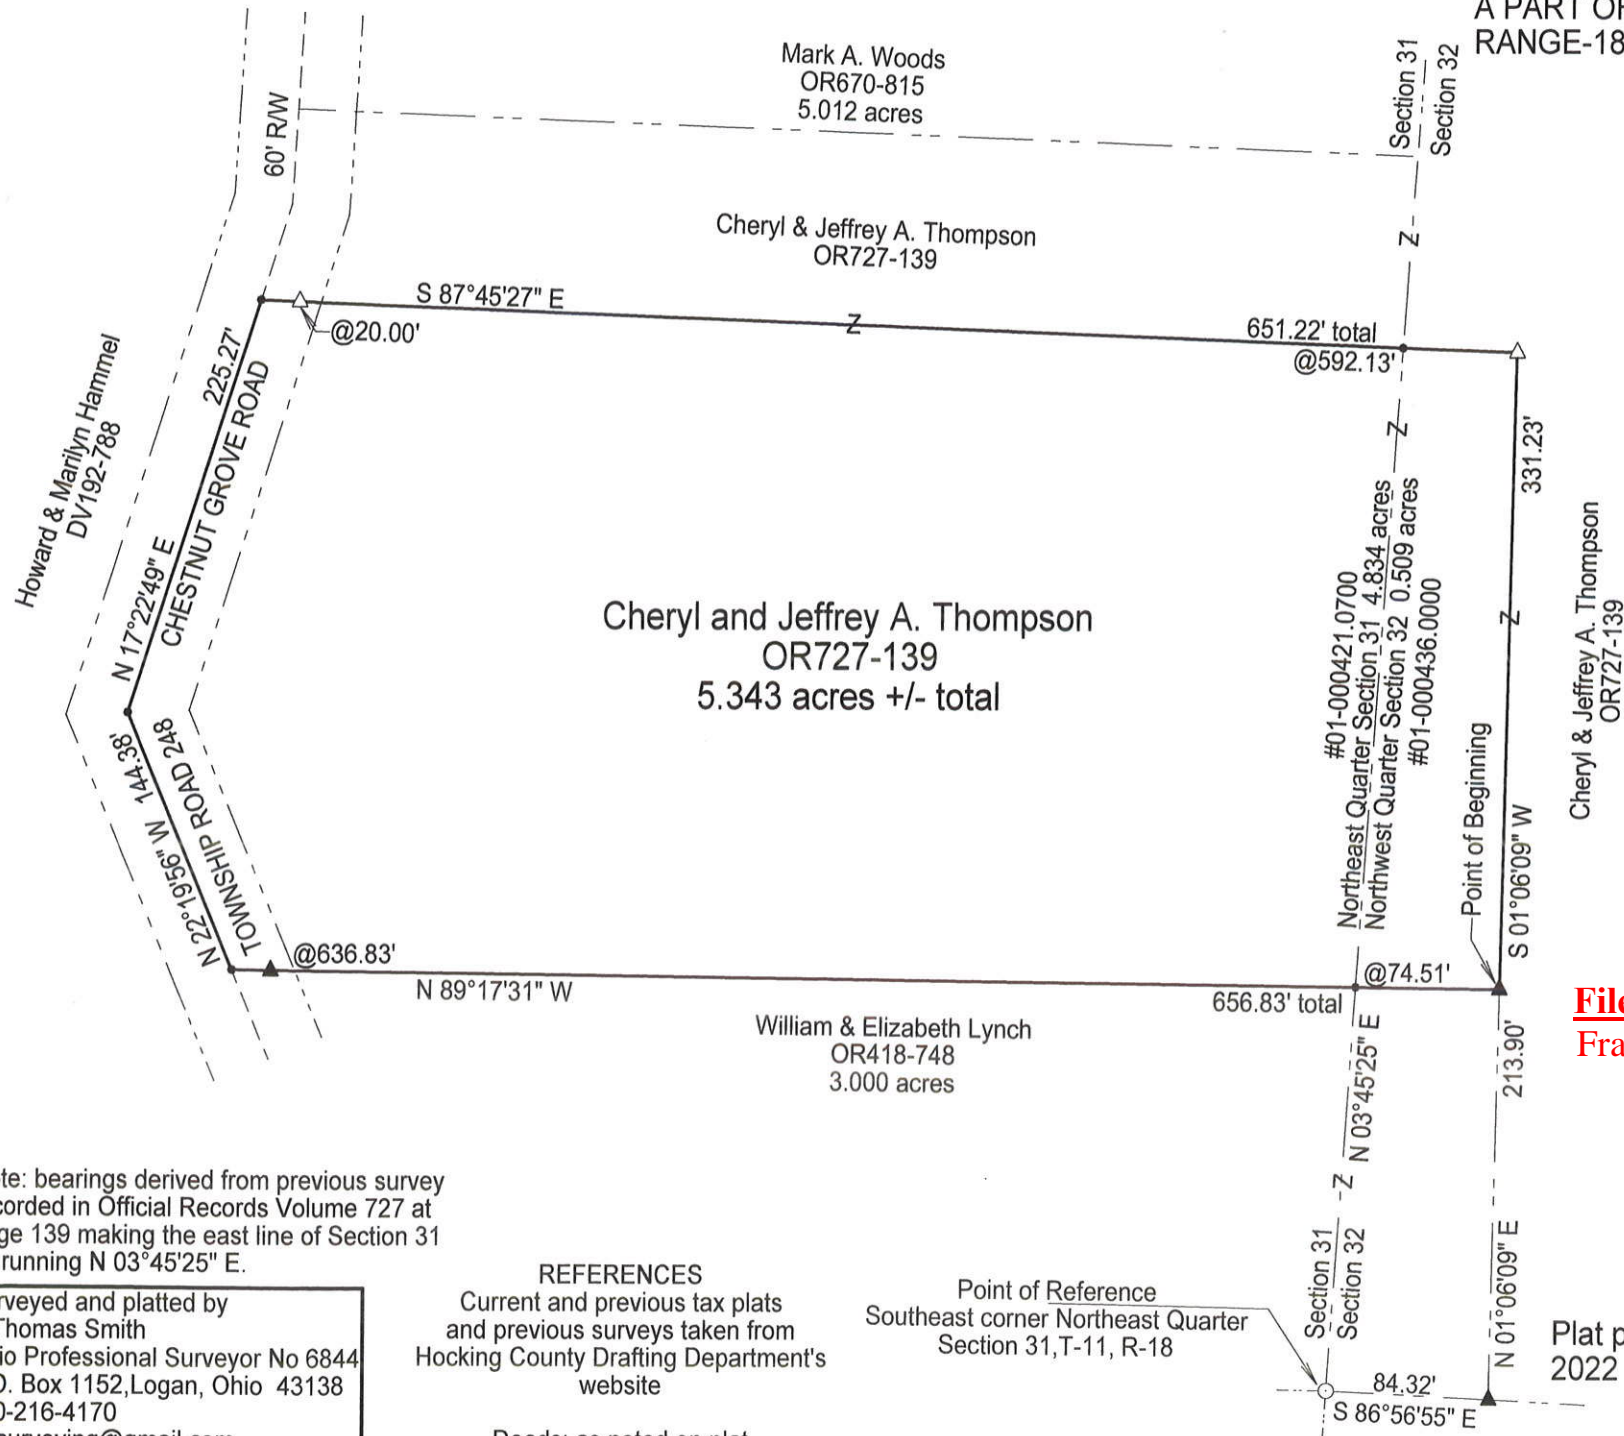 A PART OF
RANGE-18
Section 31
Section 32
Mark A. Woods
OR670-815
5.012 acres
60' R/W
Cheryl & Jeffrey A. Thompson
OR727-139
Z
S 87°45'27" E
@20.00'
Z
651.22' total
@592.13'
Howard & Marilyn Hammel
DV192-788
225.27'
N 17°22'49" E
CHESTNUT GROVE ROAD
Z
331.23'
Cheryl and Jeffrey A. Thompson
OR727-139
5.343 acres +/- total
#01-000421.0700
Northeast Quarter Section 31 4.834 acres
Northwest Quarter Section 32 0.509 acres
#01-000436.0000
Z
Cheryl & Jeffrey A. Thompson
OR727-139
Point of Beginning
S 01°06'09" W
144.38'
N 22°19'56" W
TOWNSHIP ROAD 248
@636.83'
N 89°17'31" W
@74.51'
656.83' total
William & Elizabeth Lynch
OR418-748
3.000 acres
File
Fra
213.90'
N 03°45'25" E
Z
N 01°06'09" E
te: bearings derived from previous survey
corded in Official Records Volume 727 at
ge 139 making the east line of Section 31
running N 03°45'25" E.
rveyed and platted by
Thomas Smith
io Professional Surveyor No 6844
O. Box 1152,Logan, Ohio 43138
0-216-4170
REFERENCES
Current and previous tax plats
and previous surveys taken from
Hocking County Drafting Department's
website
Point of Reference
Southeast corner Northeast Quarter
Section 31,T-11, R-18
Section 31
Section 32
84.32'
S 86°56'55" E
Plat p
2022